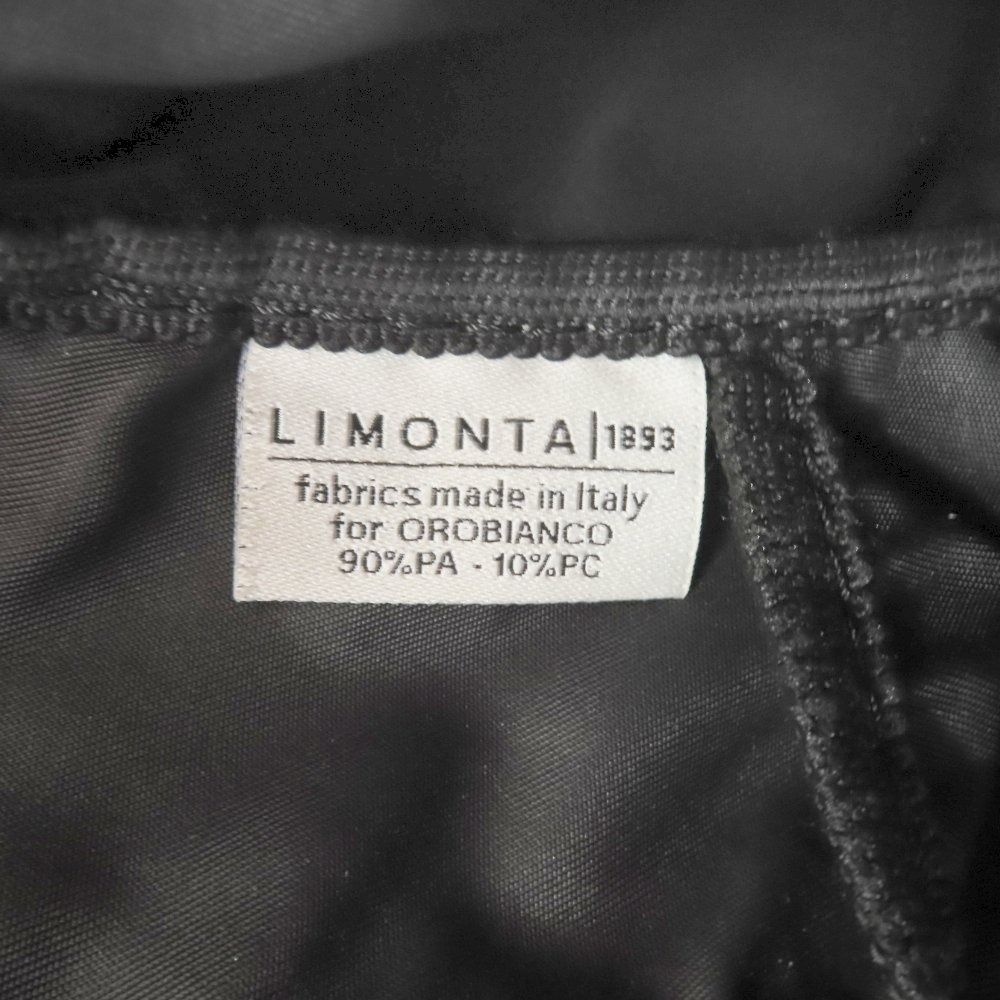 LIMONTA|1893
fabrics made in Italy
for OROBIANCO
90%PA - 10%PC